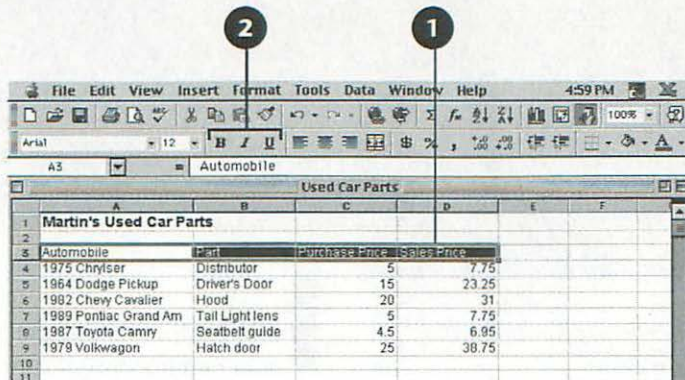 2 1
File Edit View Insert Format Tools Data Window Help 4:59 PM
Σ fx 100%
Arial 12 B I U $ % ,
A3 = Automobile
Used Car Parts
A B C D E F
1 Martin's Used Car Parts
2
3 Automobile Part Purchase Price Sales Price
4 1975 Chrylser Distributor 5 7.75
5 1964 Dodge Pickup Driver's Door 15 23.25
6 1982 Chevy Cavalier Hood 20 31
7 1989 Pontiac Grand Am Tail Light lens 5 7.75
8 1987 Toyota Camry Seatbelt guide 4.5 6.95
9 1979 Volkwagon Hatch door 25 38.75
10
11